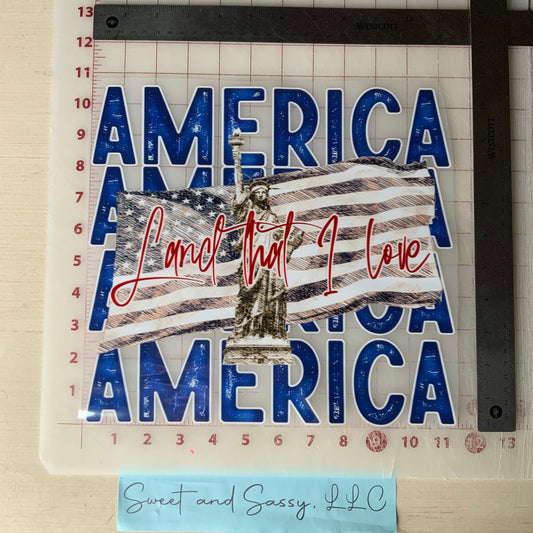 13
12
WESTCOTT
11
10
AMERICA
9
8
AMERICA
WESTCOTT
7
6
Land that I love
5
AMERICA
4
3
2
AMERICA
1
1 2 3 4 5 6 7 8 9 10 11 12 13
Sweet and Sassy, LLC